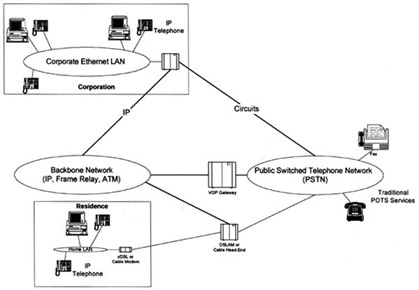 IP
Telephone
Corporate Ethernet LAN
Corporation
IP
Circuits
Backbone Network
(IP, Frame Relay, ATM)
VOP Gateway
Public Switched Telephone Network
(PSTN)
Fax
Traditional
POTS Services
Residence
Home LAN
IP
Telephone
xDSL or
Cable Modem
DSLAM or
Cable Head-End